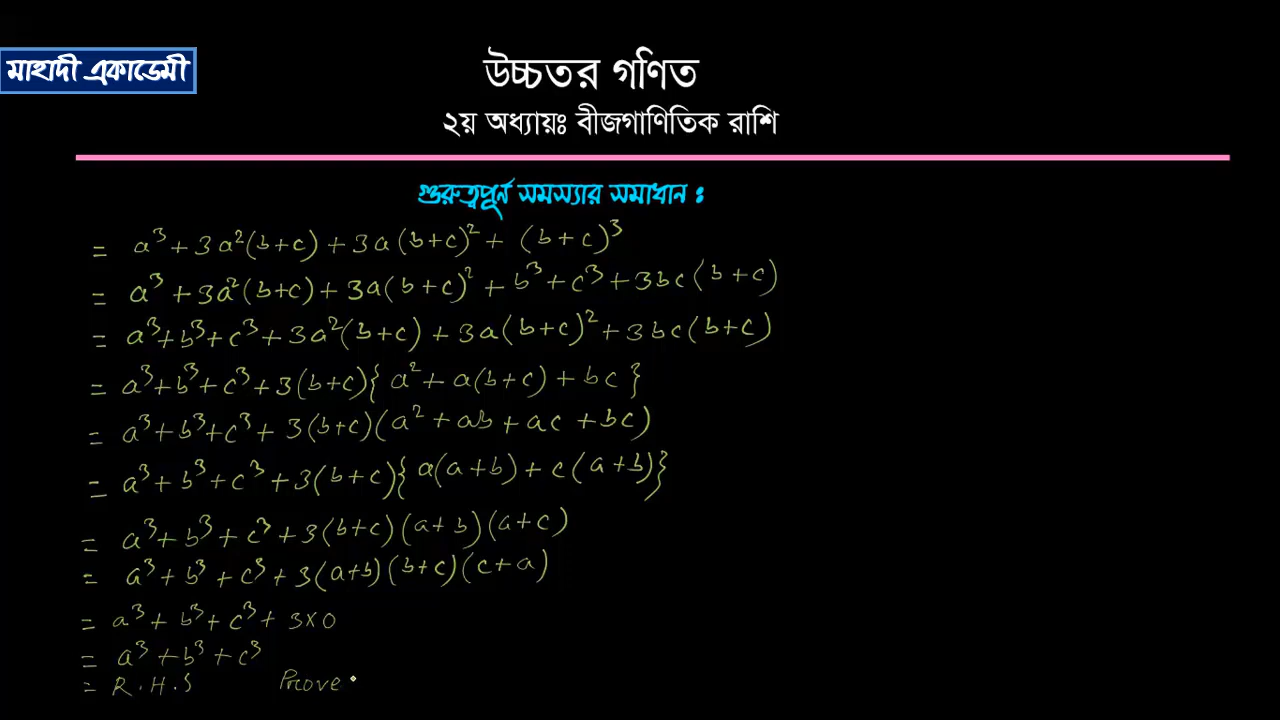 মাহাদী একাডেমী
উচ্চতর গণিত
২য় অধ্যায়ঃ বীজগাণিতিক রাশি
গুরুত্বপূর্ন সমস্যার সমাধান :
= a³ + 3a²(b+c) + 3a(b+c)² + (b+c)³
= a³ + 3a²(b+c) + 3a(b+c)² + b³ + c³ + 3bc(b+c)
= a³+b³+c³ + 3a²(b+c) + 3a(b+c)² + 3bc(b+c)
= a³+b³+c³ + 3(b+c){a² + a(b+c) + bc}
= a³+b³+c³ + 3(b+c)(a² + ab + ac + bc)
= a³ + b³ + c³ + 3(b+c){a(a+b) + c(a+b)}
= a³+b³ + c³ + 3(b+c)(a+b)(a+c)
= a³ + b³ + c³ + 3(a+b)(b+c)(c+a)
= a³ + b³ + c³ + 3×0
= a³ + b³ + c³
= R.H.S Prove